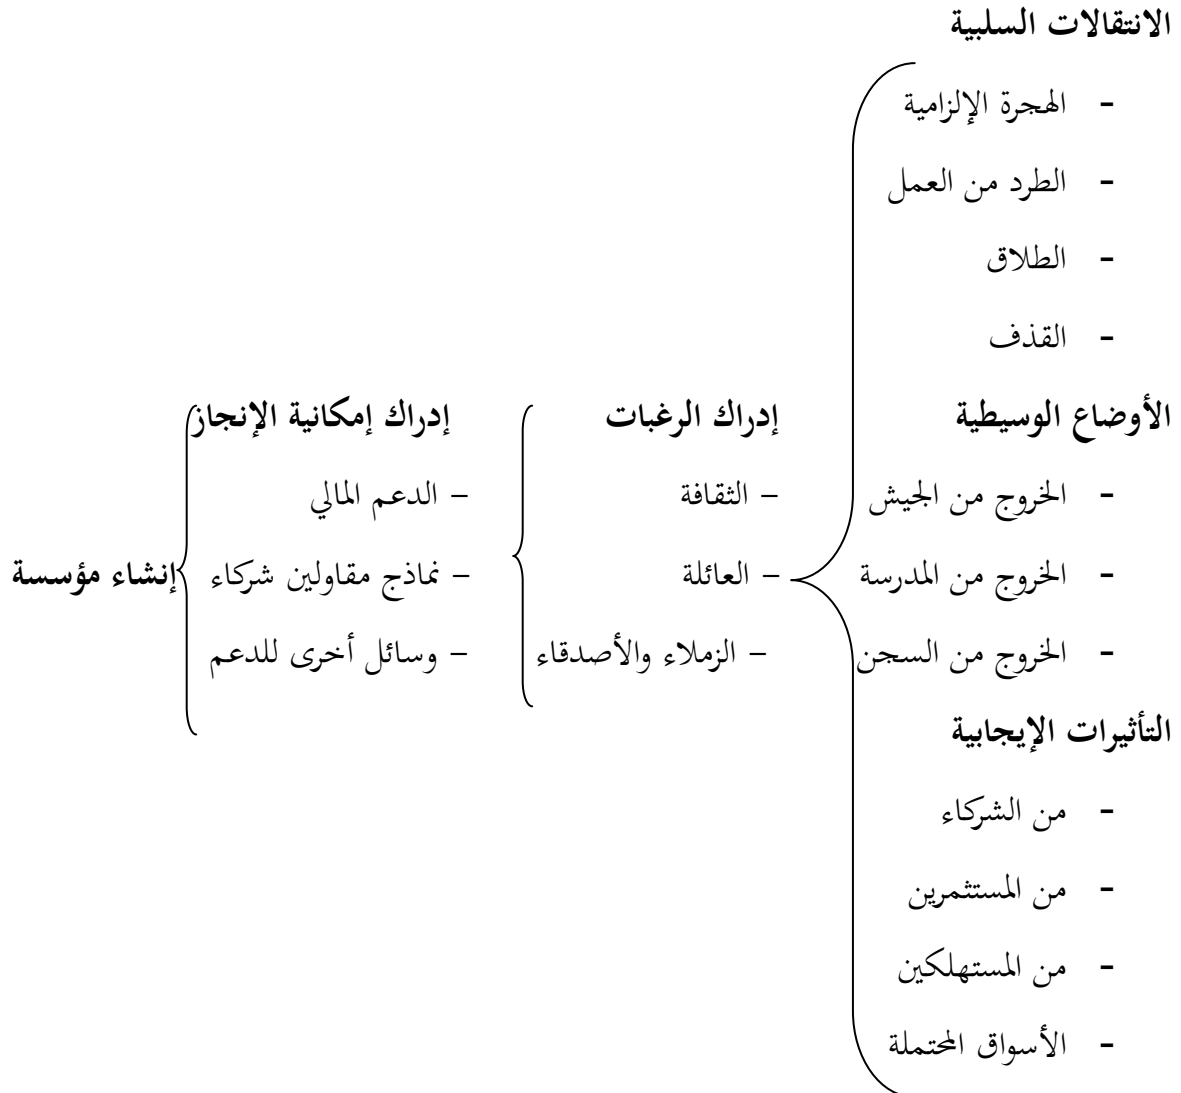 الانتقالات السلبية
- الهجرة الإلزامية
- الطرد من العمل
- الطلاق
- القذف
الأوضاع الوسيطية
- الخروج من الجيش
- الخروج من المدرسة
- الخروج من السجن
التأثيرات الإيجابية
- من الشركاء
- من المستثمرين
- من المستهلكين
- الأسواق المحتملة
إدراك الرغبات
– الثقافة
– العائلة
– الزملاء والأصدقاء
إدراك إمكانية الإنجاز
– الدعم المالي
– نماذج مقاولين شركاء
– وسائل أخرى للدعم
إنشاء مؤسسة